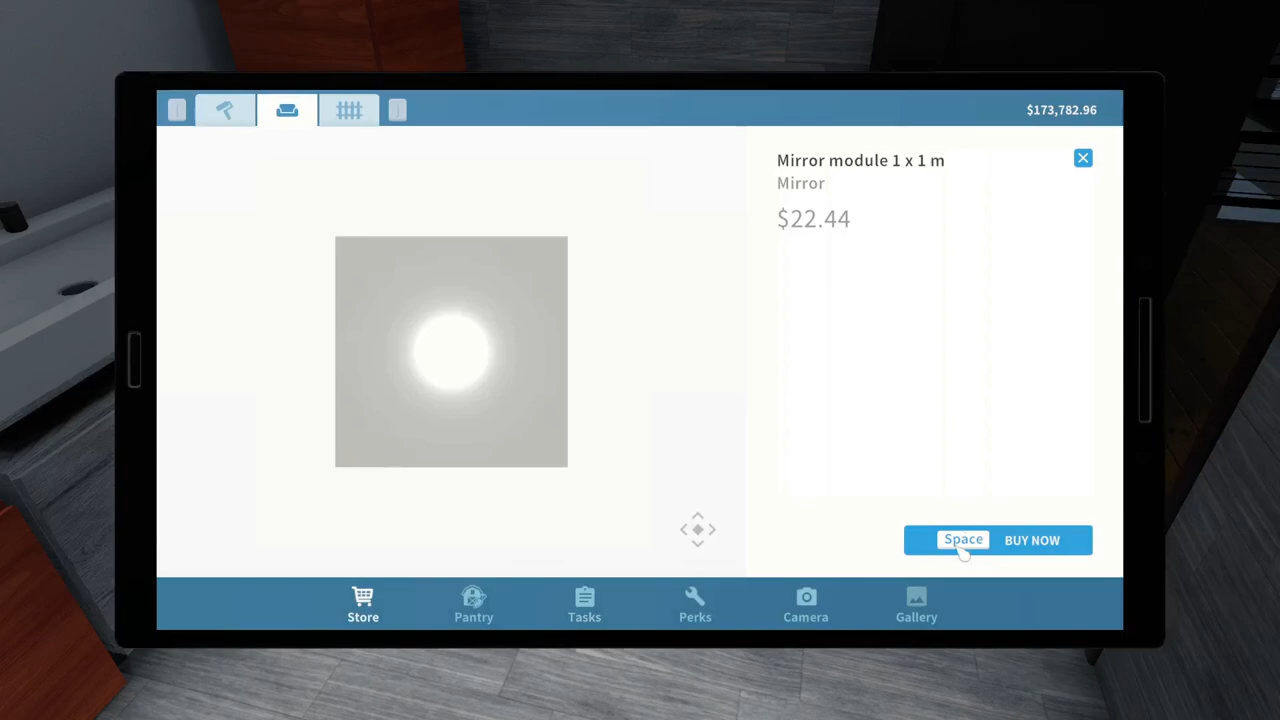 $173,782.96
Mirror module 1 x 1 m
Mirror
$22.44
Space BUY NOW
Store Pantry Tasks Perks Camera Gallery